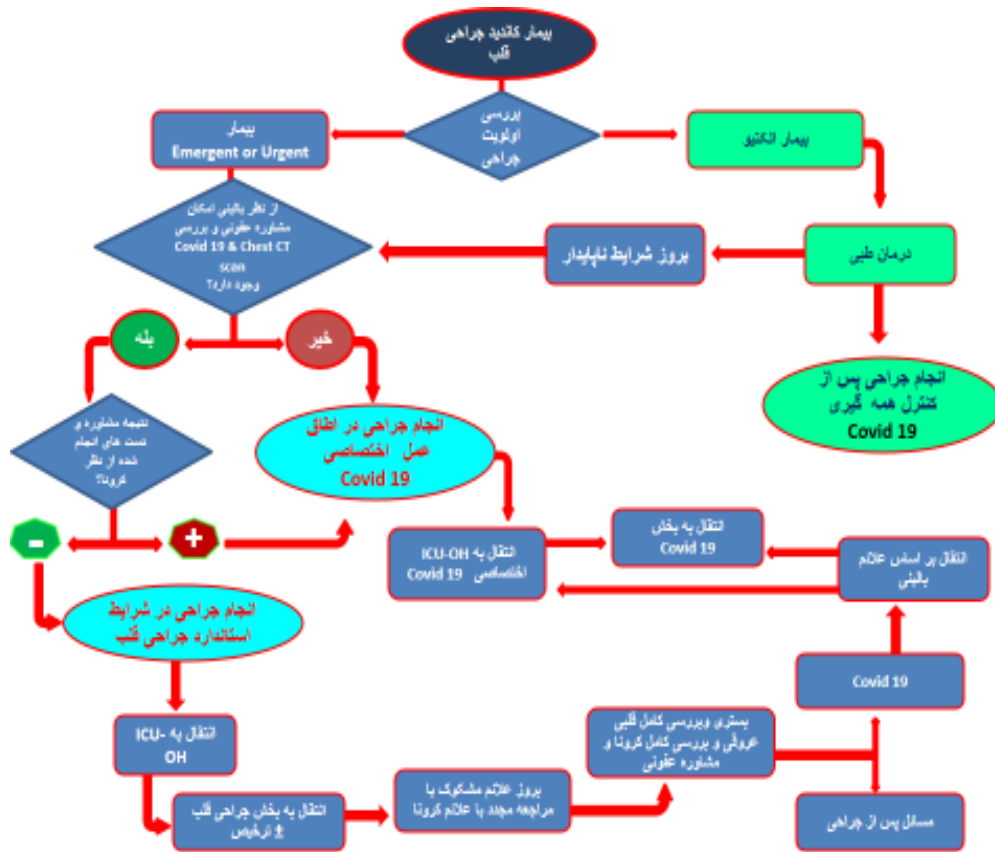 بیمار کاندید جراحی
قلب
بررسی
اولویت
جراحی
بیمار
Emergent or Urgent
بیمار الکتیو
از نظر بالینی امکان
مشاوره عفونی و بررسی
Covid 19 & Chest CT
scan
وجود دارد؟
بروز شرایط ناپایدار
درمان طبی
بله
خیر
انجام جراحی پس از
کنترل همه گیری
Covid 19
نتیجه مشاوره و
تست های انجام
شده از نظر
کرونا؟
انجام جراحی در اطاق
عمل اختصاصی
Covid 19
-
+
انتقال به ICU-OH
اختصاصی Covid 19
انتقال به بخش
Covid 19
انتقال بر اساس علائم
بالینی
انجام جراحی در شرایط
استاندارد جراحی قلب
Covid 19
انتقال به ICU-
OH
بستری وبررسی کامل قلبی
عروقی و بررسی کامل کرونا و
مشاوره عفونی
انتقال به بخش جراحی قلب
± ترخیص
بروز علائم مشکوک یا
مراجعه مجدد با علائم کرونا
مسائل پس از جراحی